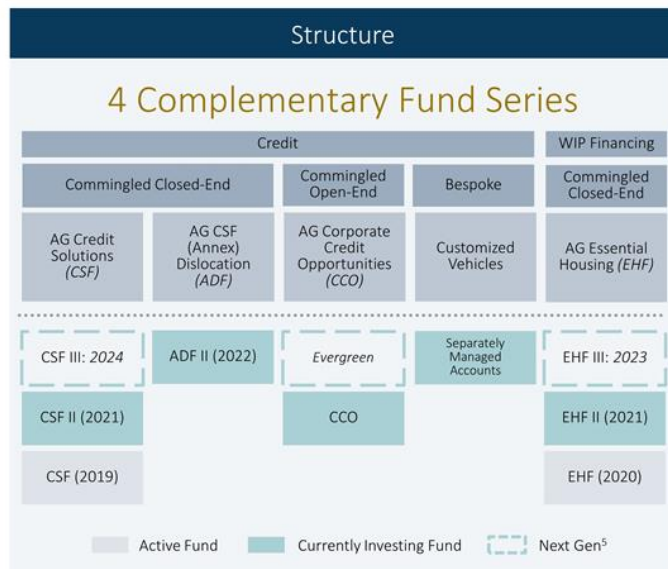 Structure
4 Complementary Fund Series
Credit
WIP Financing
Commingled Closed-End
Commingled
Open-End
Bespoke
Commingled
Closed-End
AG Credit
Solutions
(CSF)
AG CSF
(Annex)
Dislocation
(ADF)
AG Corporate
Credit
Opportunities
(CCO)
Customized
Vehicles
AG Essential
Housing (EHF)
CSF III: 2024
ADF II (2022)
Evergreen
Separately
Managed
Accounts
EHF III: 2023
CSF II (2021)
CCO
EHF II (2021)
CSF (2019)
EHF (2020)
Active Fund
Currently Investing Fund
Next Gen⁵